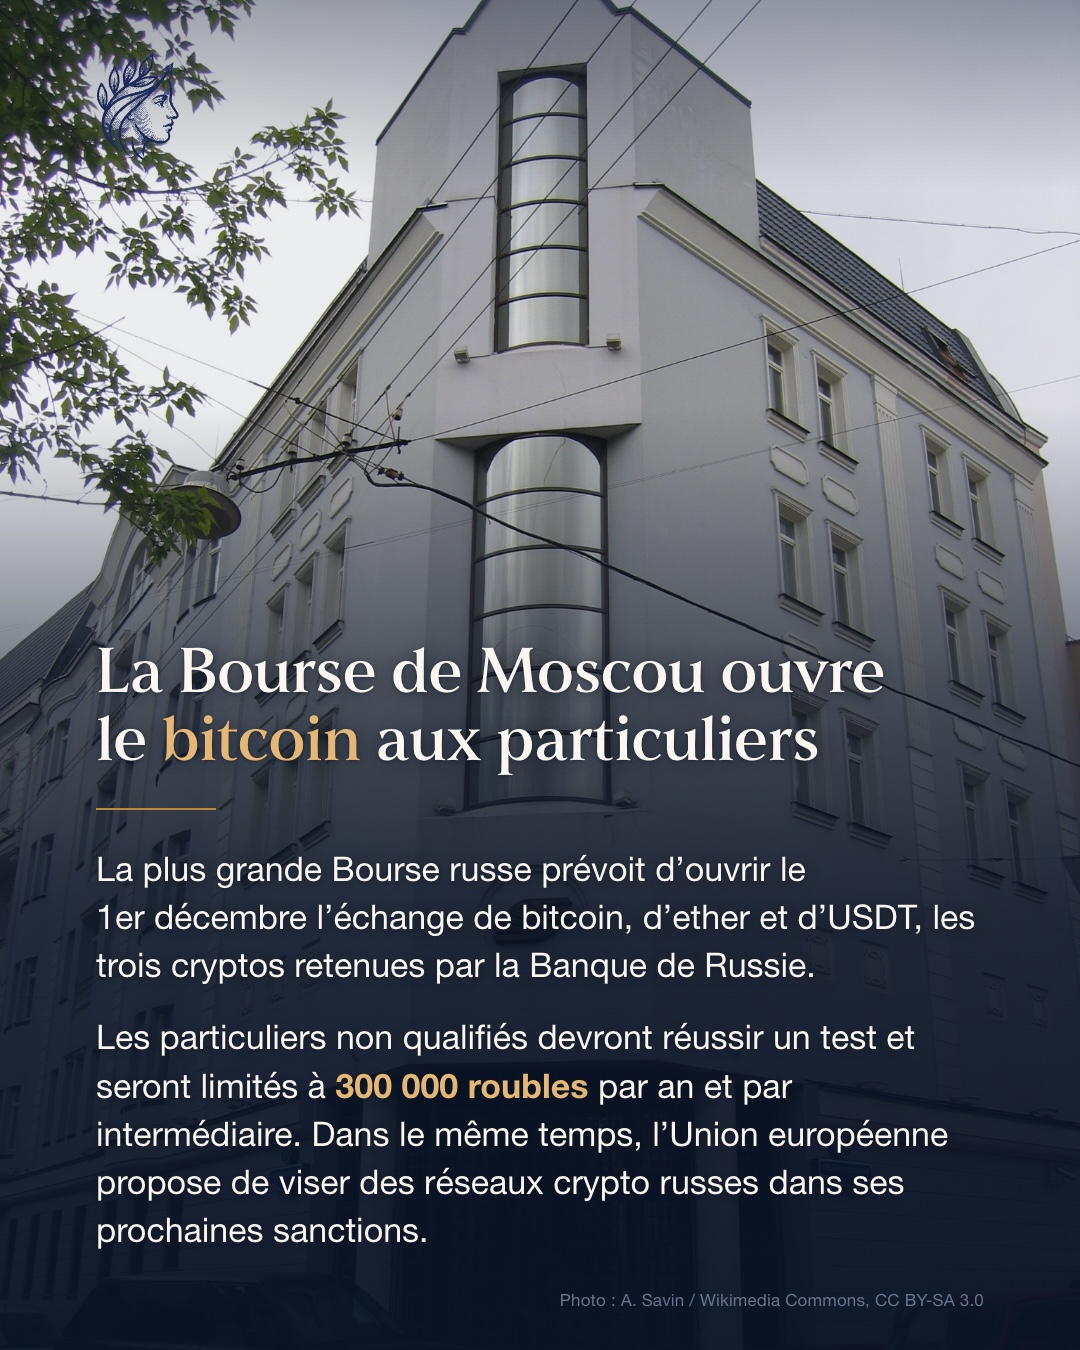 La Bourse de Moscou ouvre
le bitcoin aux particuliers
La plus grande Bourse russe prévoit d’ouvrir le
1er décembre l’échange de bitcoin, d’ether et d’USDT, les
trois cryptos retenues par la Banque de Russie.
Les particuliers non qualifiés devront réussir un test et
seront limités à 300 000 roubles par an et par
intermédiaire. Dans le même temps, l’Union européenne
propose de viser des réseaux crypto russes dans ses
prochaines sanctions.
Photo : A. Savin / Wikimedia Commons, CC BY-SA 3.0